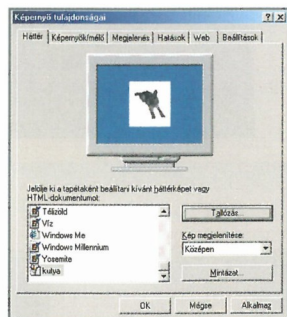 Képernyő tulajdonságai
Háttér Képernyőkímélő Megjelenés Hatások Web Beállítások
Jelölje ki a tapétaként beállítani kívánt háttérképet vagy
HTML-dokumentumot:
Télizöld
Víz
Windows Me
Windows Millennium
Yosemite
kutya
Tallózás...
Kép megjelenítése:
Középen
Mintázat...
OK Mégse Alkalmaz